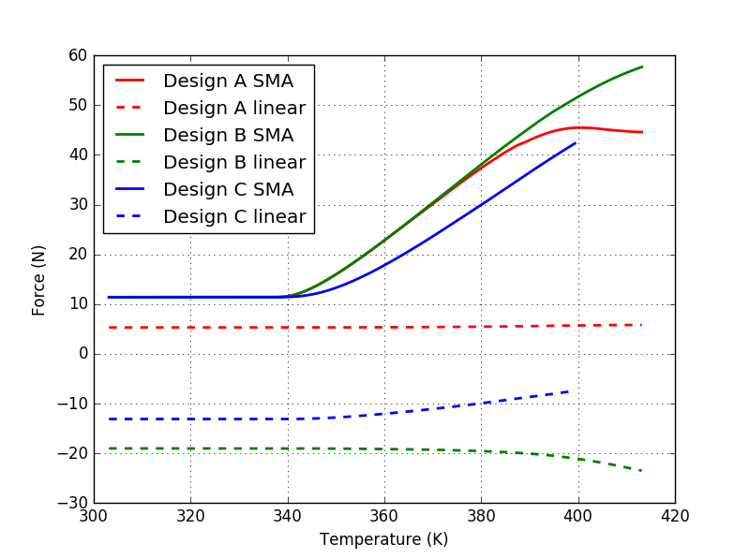 60
50
40
30
20
10
0
−10
−20
−30
Force (N)
Design A SMA
Design A linear
Design B SMA
Design B linear
Design C SMA
Design C linear
300
320
340
360
380
400
420
Temperature (K)